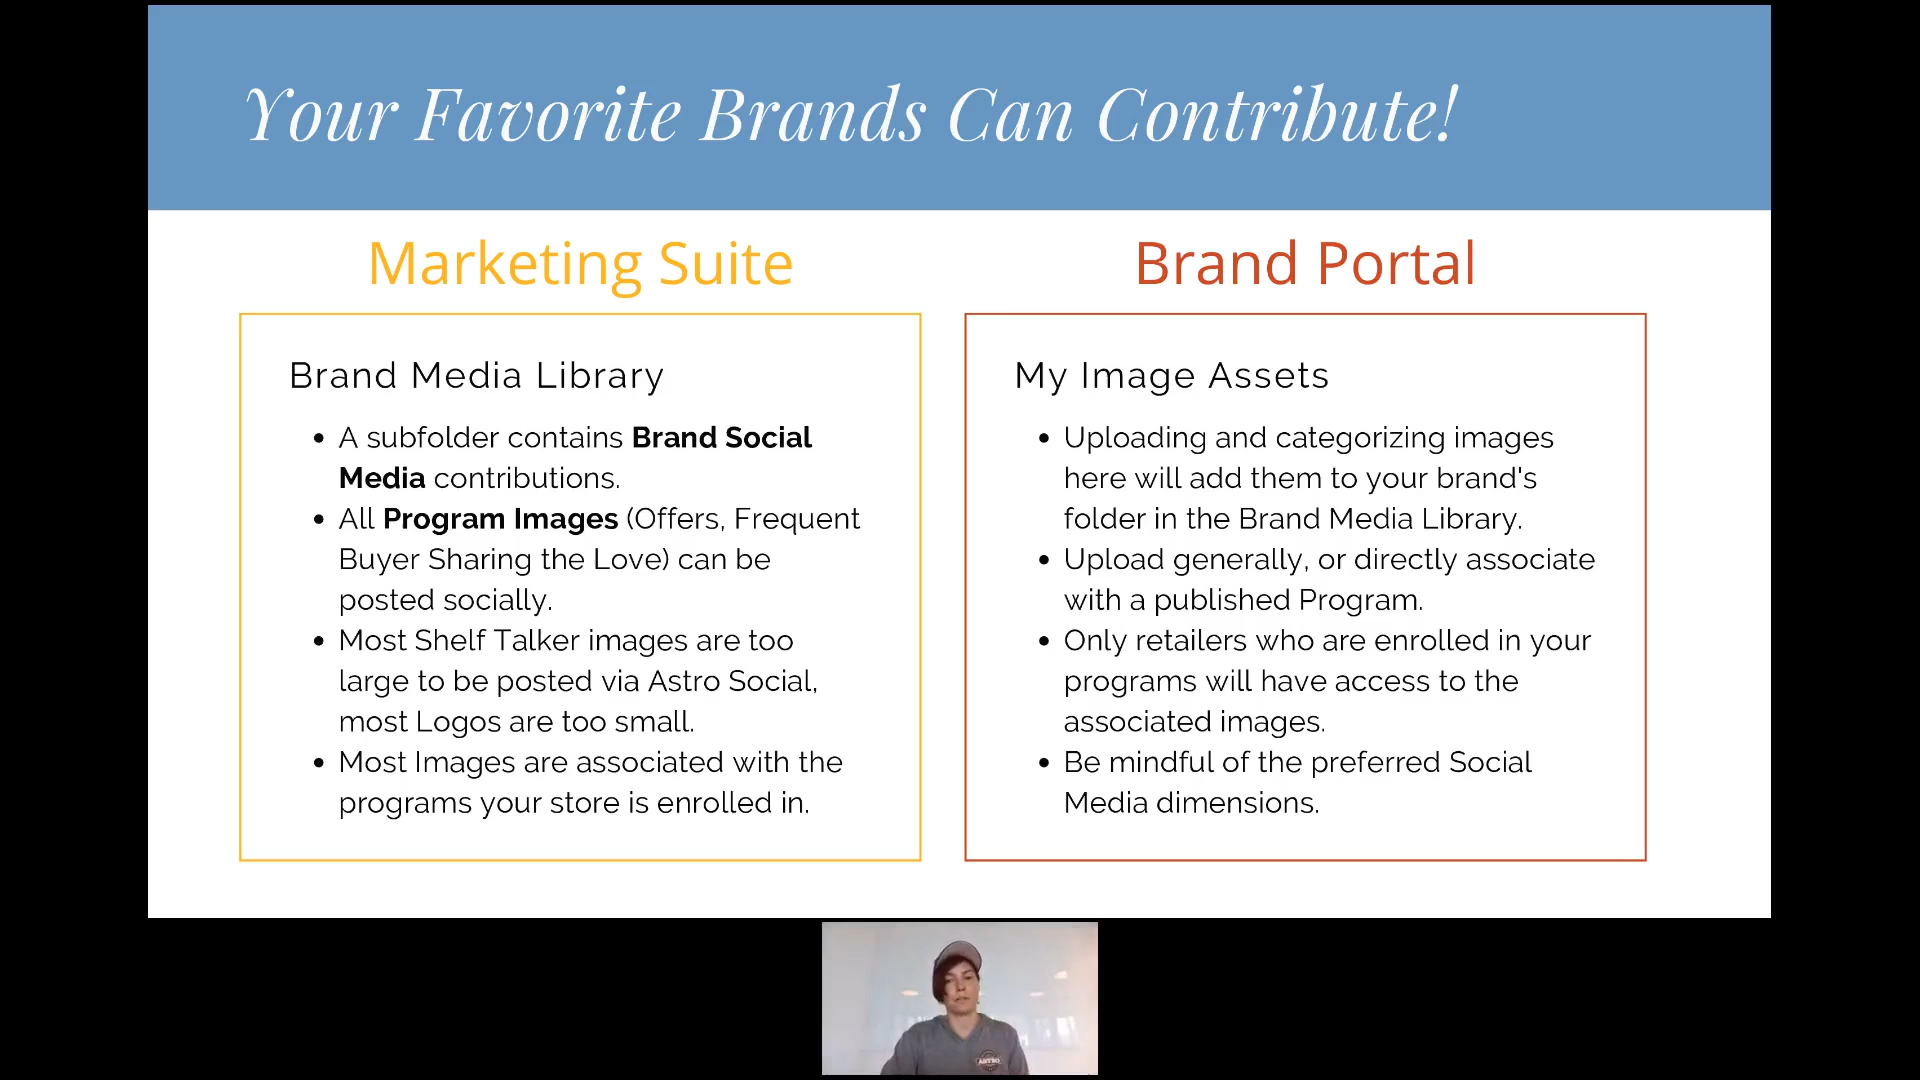 Your Favorite Brands Can Contribute!
Marketing Suite
Brand Media Library
• A subfolder contains Brand Social
Media contributions.
• All Program Images (Offers, Frequent
Buyer Sharing the Love) can be
posted socially.
• Most Shelf Talker images are too
large to be posted via Astro Social,
most Logos are too small.
• Most Images are associated with the
programs your store is enrolled in.
Brand Portal
My Image Assets
• Uploading and categorizing images
here will add them to your brand's
folder in the Brand Media Library.
• Upload generally, or directly associate
with a published Program.
• Only retailers who are enrolled in your
programs will have access to the
associated images.
• Be mindful of the preferred Social
Media dimensions.
ASTRO